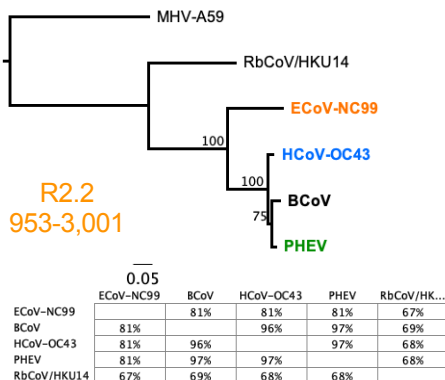 MHV-A59
RbCoV/HKU14
ECoV-NC99
100
HCoV-OC43
100
BCoV
75
PHEV
R2.2
953-3,001
0.05
ECoV-NC99 BCoV HCoV-OC43 PHEV RbCoV/HK...
ECoV-NC99 81% 81% 81% 67%
BCoV 81% 96% 97% 69%
HCoV-OC43 81% 96% 97% 68%
PHEV 81% 97% 97% 68%
RbCoV/HKU14 67% 69% 68% 68%